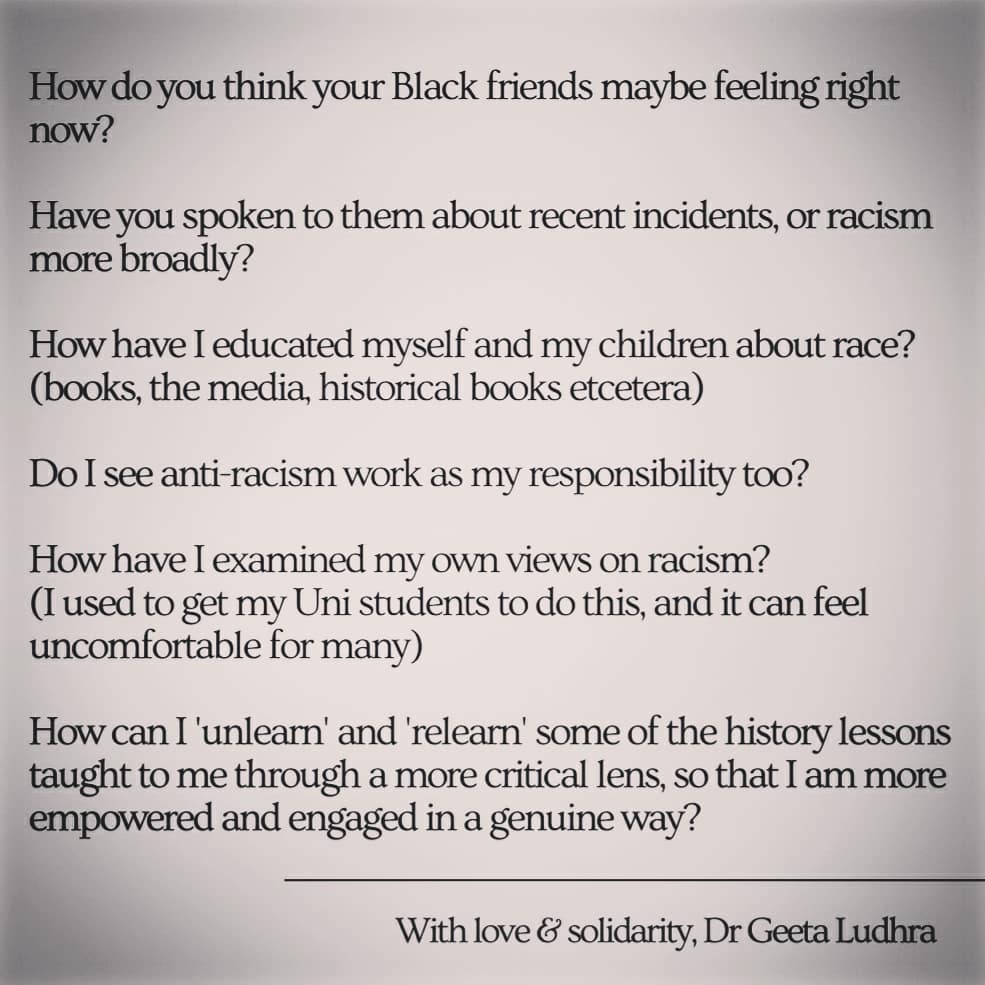 How do you think your Black friends maybe feeling right
now?
Have you spoken to them about recent incidents, or racism
more broadly?
How have I educated myself and my children about race?
(books, the media, historical books etcetera)
Do I see anti-racism work as my responsibility too?
How have I examined my own views on racism?
(I used to get my Uni students to do this, and it can feel
uncomfortable for many)
How can I 'unlearn' and 'relearn' some of the history lessons
taught to me through a more critical lens, so that I am more
empowered and engaged in a genuine way?
With love & solidarity, Dr Geeta Ludhra